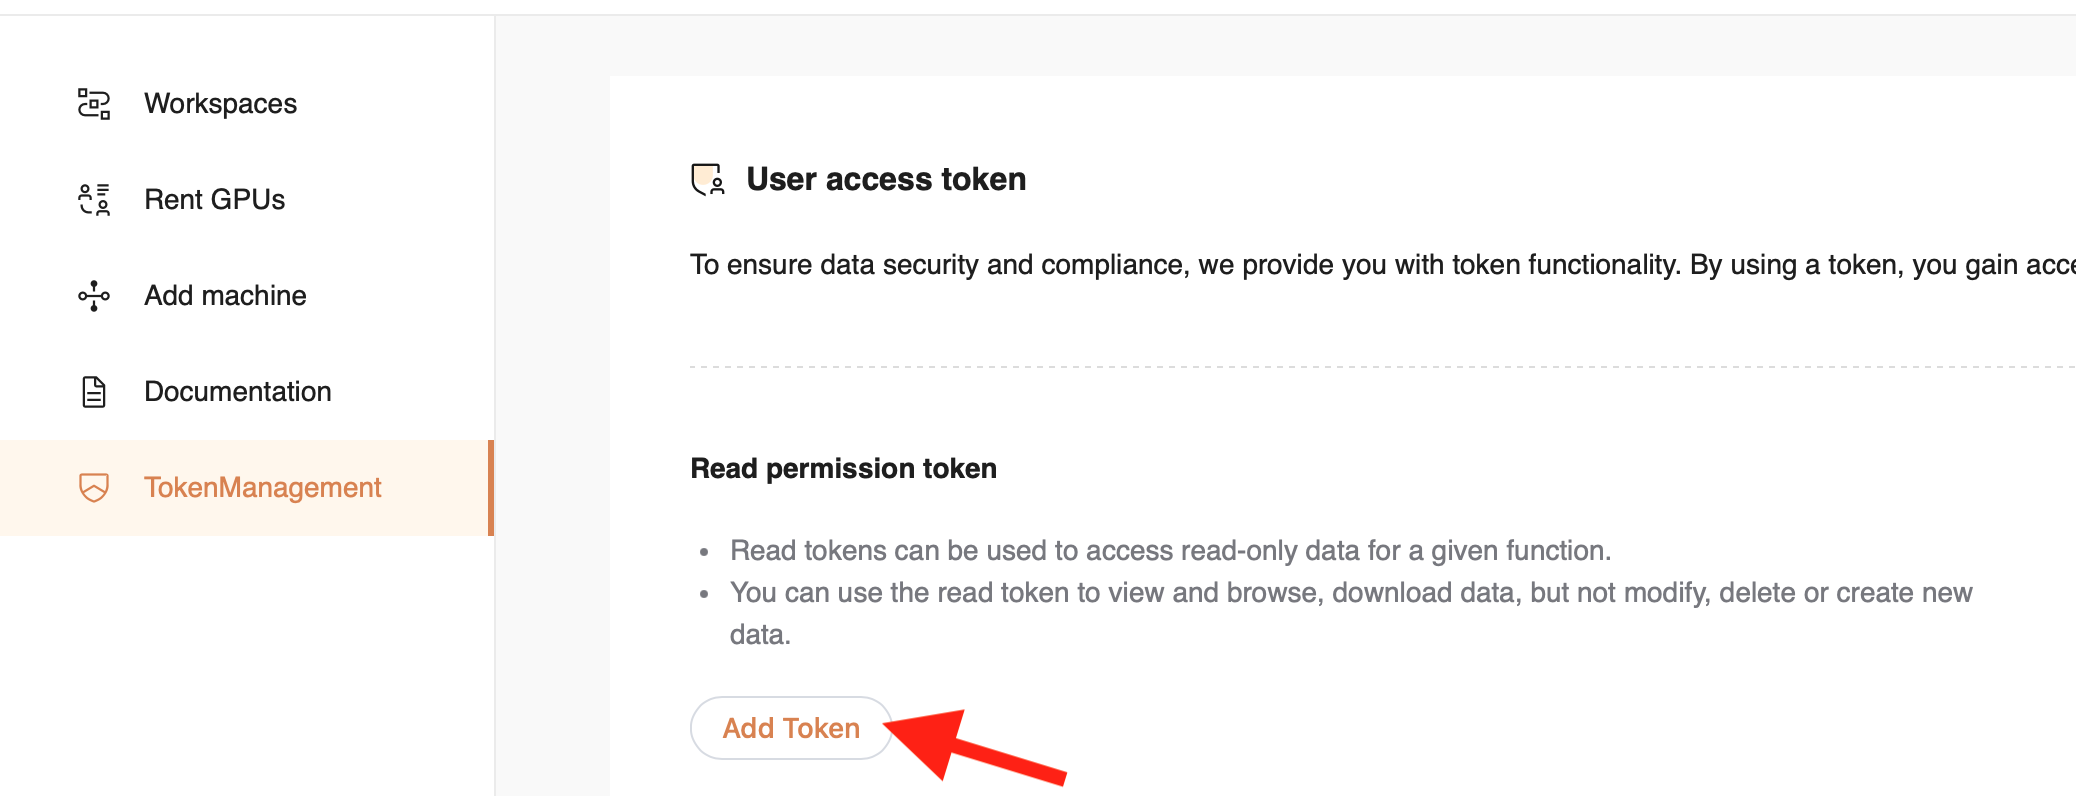 Workspaces
Rent GPUs
Add machine
Documentation
TokenManagement
User access token
To ensure data security and compliance, we provide you with token functionality. By using a token, you gain
Read permission token
Read tokens can be used to access read-only data for a given function.
You can use the read token to view and browse, download data, but not modify, delete or create new
data.
Add Token